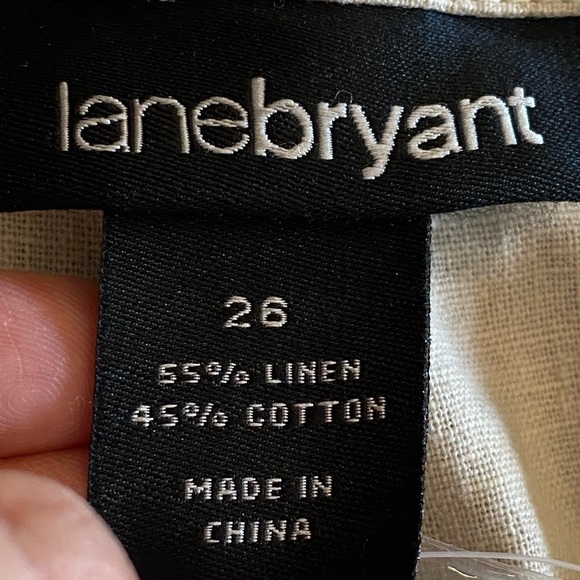 lanebryant
26
55% LINEN
45% COTTON
MADE IN
CHINA